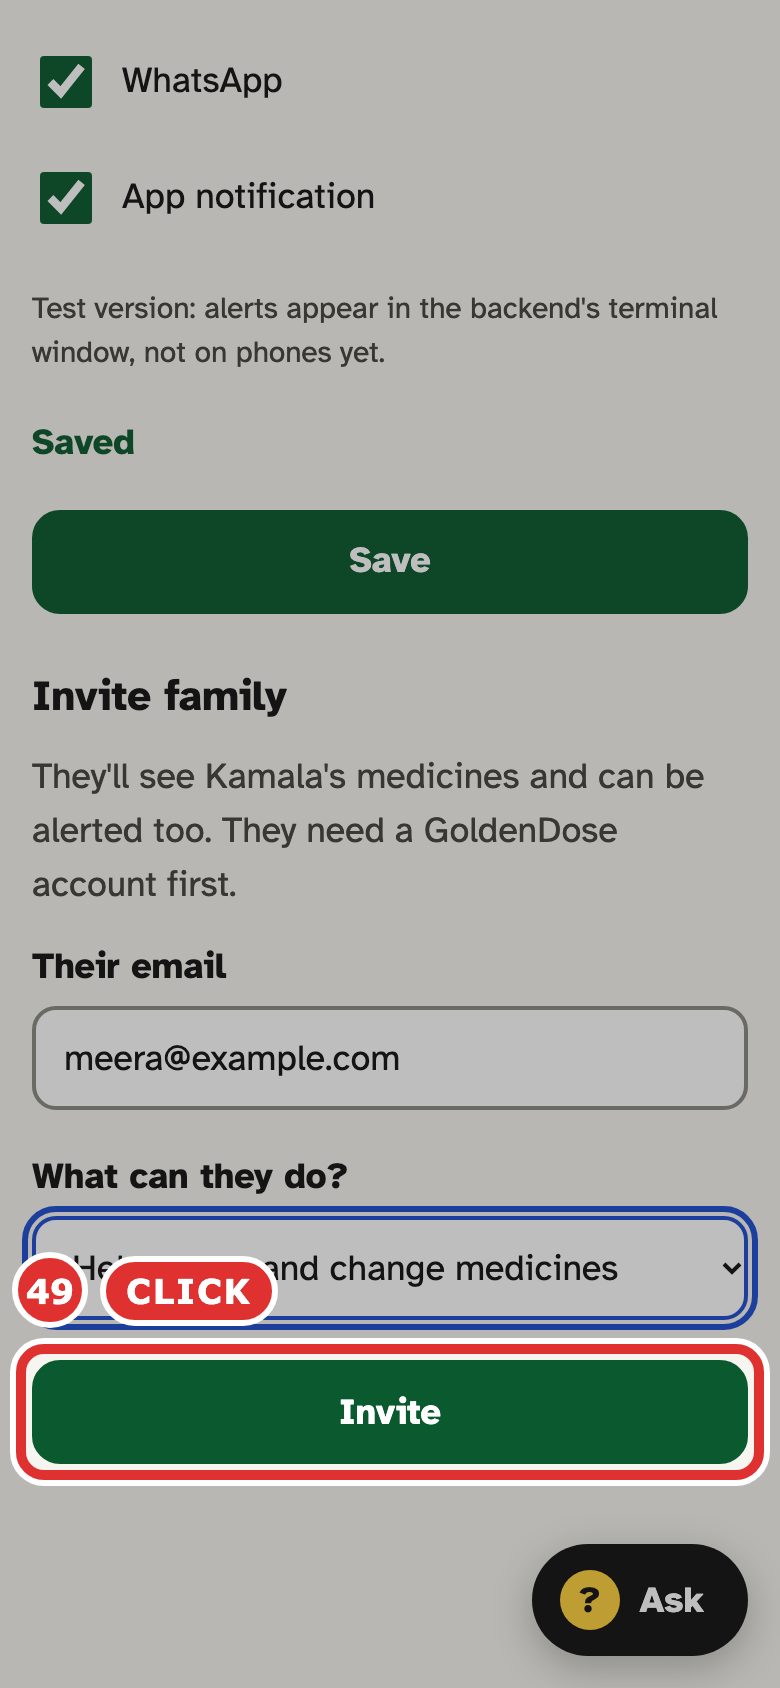 WhatsApp
App notification
Test version: alerts appear in the backend's terminal
window, not on phones yet.
Saved
Save
Invite family
They'll see Kamala's medicines and can be
alerted too. They need a GoldenDose
account first.
Their email
meera@example.com
What can they do?
and change medicines
49 CLICK
Invite
? Ask